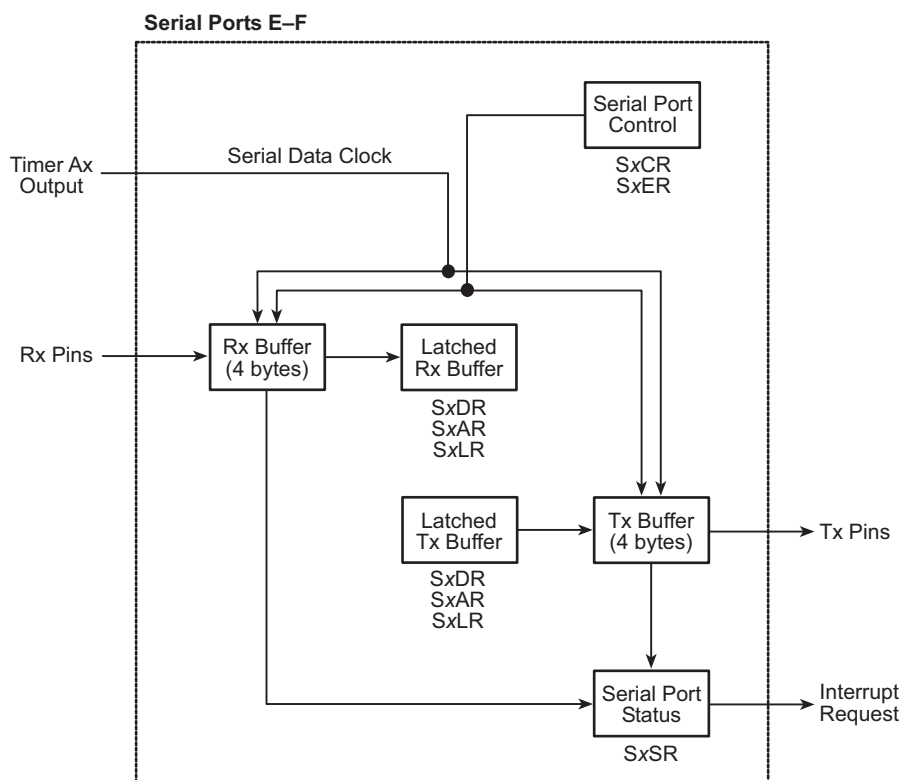 Serial Ports E–F
Serial Port
Control
SxCR
SxER
Timer Ax
Output
Serial Data Clock
Rx Pins
Rx Buffer
(4 bytes)
Latched
Rx Buffer
SxDR
SxAR
SxLR
Latched
Tx Buffer
SxDR
SxAR
SxLR
Tx Buffer
(4 bytes)
Tx Pins
Serial Port
Status
SxSR
Interrupt
Request